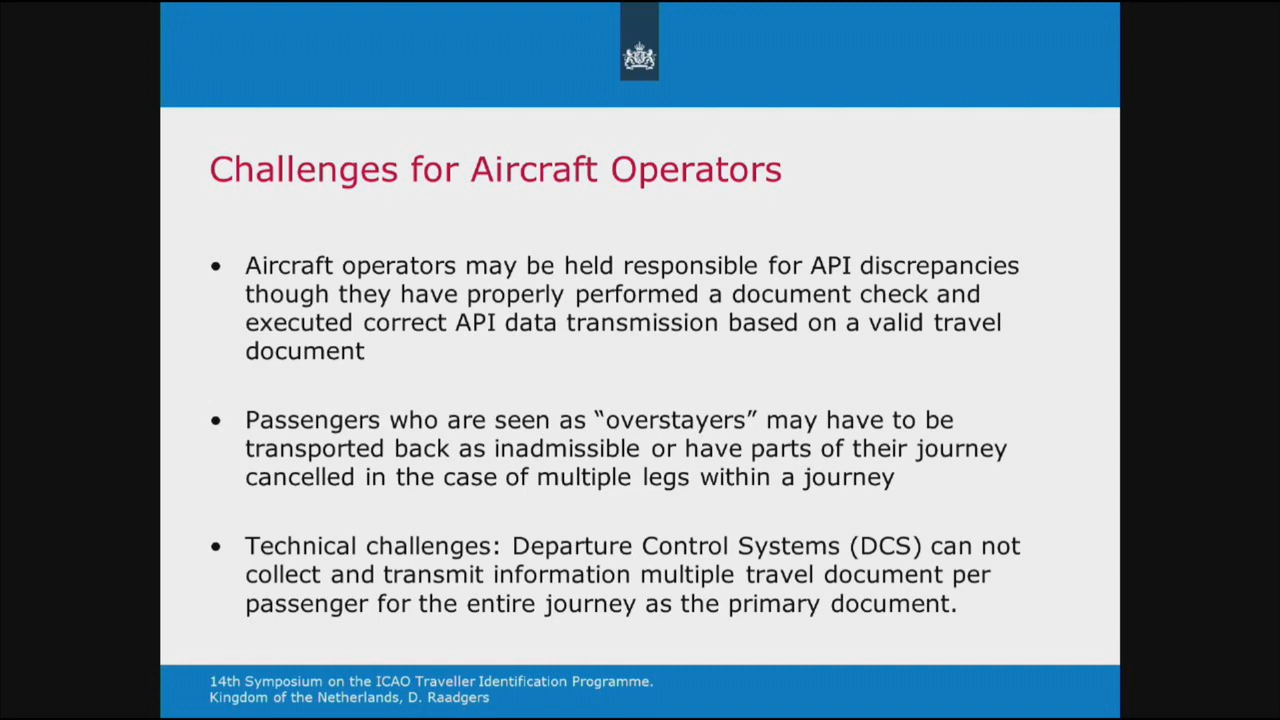 Challenges for Aircraft Operators
• Aircraft operators may be held responsible for API discrepancies
though they have properly performed a document check and
executed correct API data transmission based on a valid travel
document
• Passengers who are seen as “overstayers” may have to be
transported back as inadmissible or have parts of their journey
cancelled in the case of multiple legs within a journey
• Technical challenges: Departure Control Systems (DCS) can not
collect and transmit information multiple travel document per
passenger for the entire journey as the primary document.
14th Symposium on the ICAO Traveller Identification Programme.
Kingdom of the Netherlands, D. Raadgers